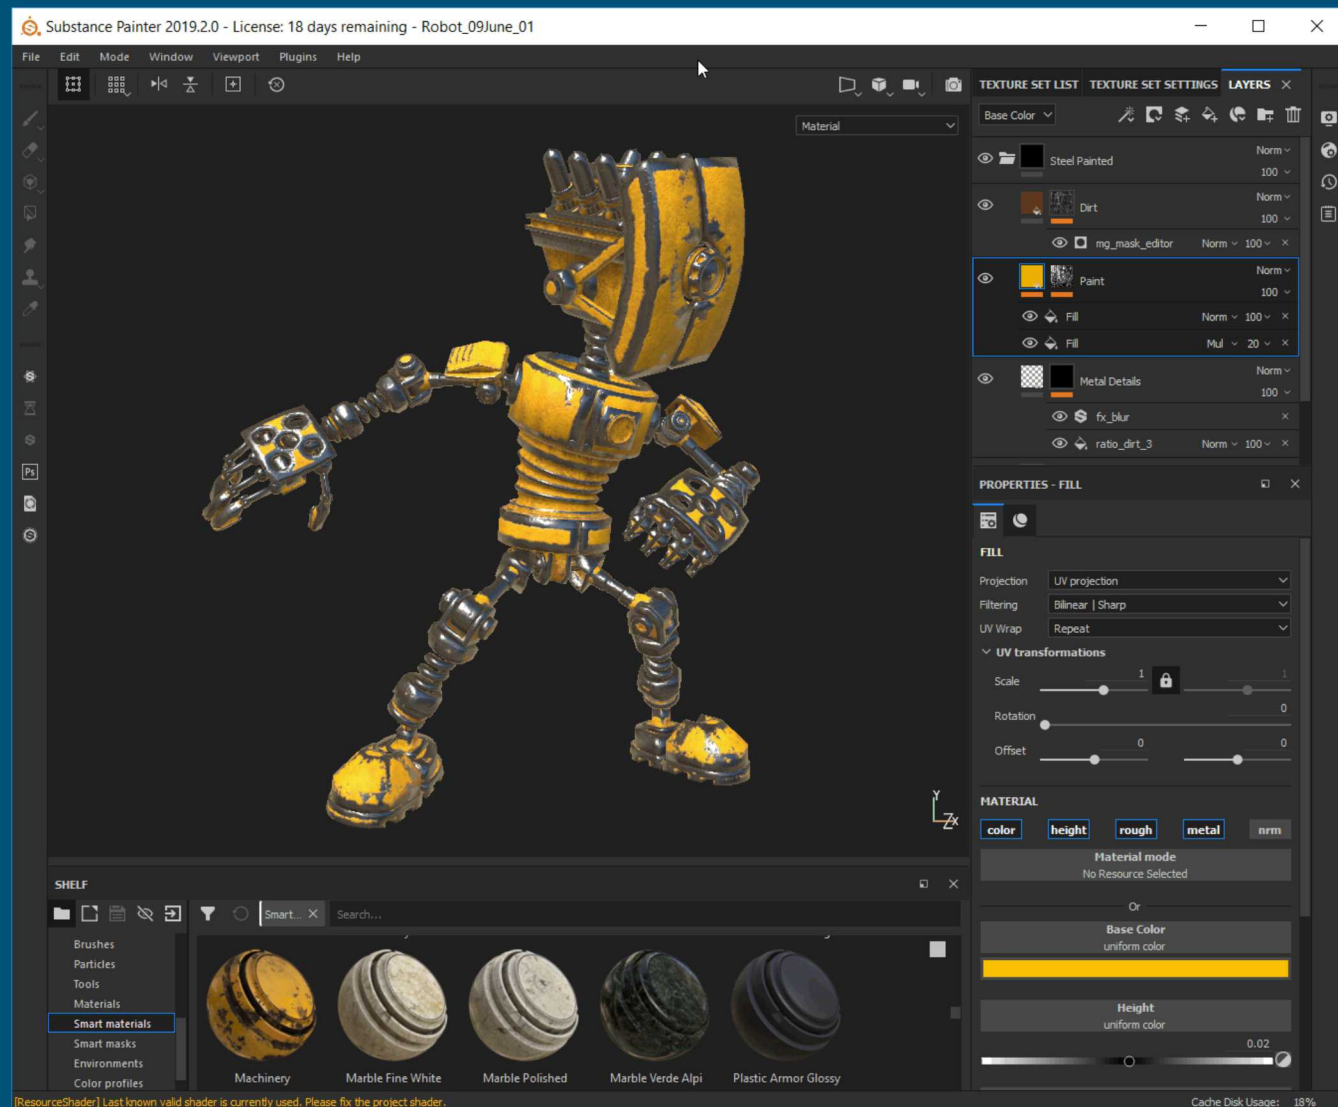 Substance Painter 2019.2.0 - License: 18 days remaining - Robot_09June_01
File Edit Mode Window Viewport Plugins Help
TEXTURE SET LIST TEXTURE SET SETTINGS LAYERS
Base Color
Material
Norm
Steel Painted
100
Norm
Dirt
100
mg_mask_editor Norm 100
Norm
Paint
100
Fill Norm 100
Fill Mul 20
Norm
Metal Details
100
fx_blur
ratio_dirt_3 Norm 100
PROPERTIES - FILL
FILL
Projection UV projection
Filtering Bilinear | Sharp
UV Wrap Repeat
UV transformations
Scale 1 1
Rotation 0
Offset 0 0
Y
Z X
MATERIAL
color height rough metal nrm
Material mode
No Resource Selected
Or
Base Color
uniform color
Height
uniform color
0.02
SHELF
Smart... Search...
Ps
Brushes
Particles
Tools
Materials
Smart materials
Smart masks
Environments
Color profiles
Machinery Marble Fine White Marble Polished Marble Verde Alpi Plastic Armor Glossy
[ResourceShader] Last known valid shader is currently used. Please fix the project shader. Cache Disk Usage: 18%